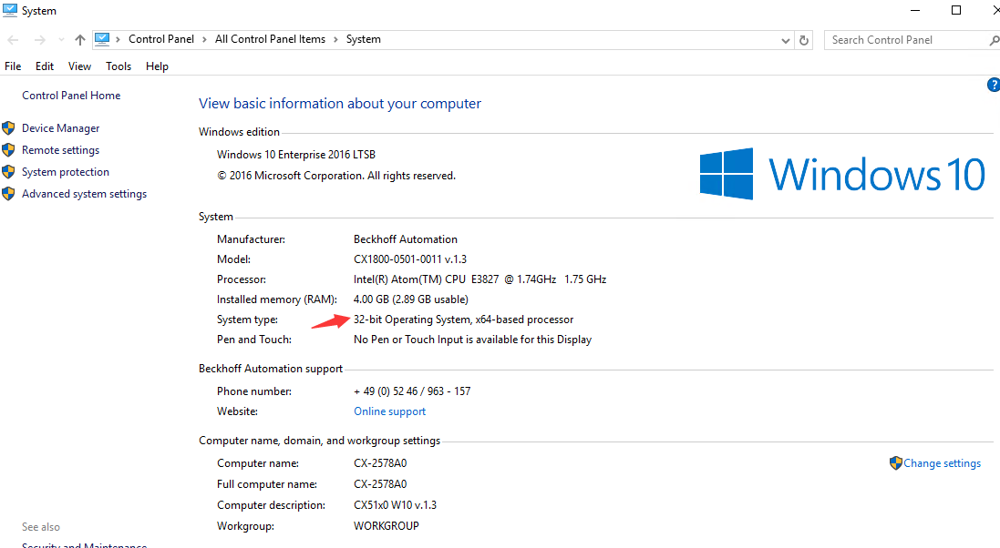 System
Control Panel > All Control Panel Items > System
Search Control Panel
File Edit View Tools Help
Control Panel Home
Device Manager
Remote settings
System protection
Advanced system settings
View basic information about your computer
Windows edition
Windows 10 Enterprise 2016 LTSB
© 2016 Microsoft Corporation. All rights reserved.
Windows 10
System
Manufacturer: Beckhoff Automation
Model: CX1800-0501-0011 v.1.3
Processor: Intel(R) Atom(TM) CPU E3827 @ 1.74GHz 1.75 GHz
Installed memory (RAM): 4.00 GB (2.89 GB usable)
System type: 32-bit Operating System, x64-based processor
Pen and Touch: No Pen or Touch Input is available for this Display
Beckhoff Automation support
Phone number: + 49 (0) 52 46 / 963 - 157
Website: Online support
Computer name, domain, and workgroup settings
Computer name: CX-2578A0
Change settings
Full computer name: CX-2578A0
Computer description: CX51x0 W10 v.1.3
Workgroup: WORKGROUP
See also
Security and Maintenance